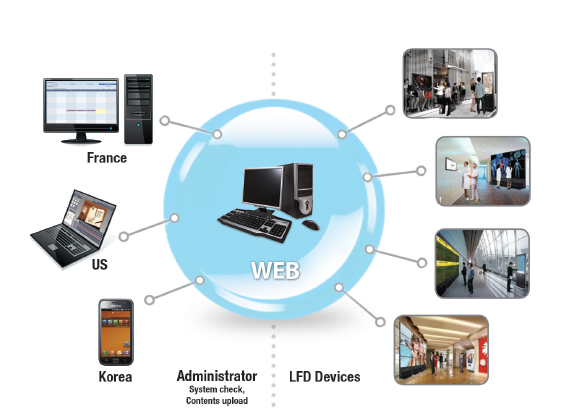 France
US
WEB
Korea
Administrator
System check,
Contents upload
LFD Devices